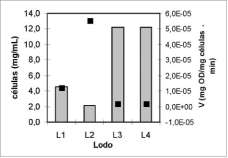 14,0
12,0
10,0
8,0
6,0
4,0
2,0
0,0
células (mg/mL)
L1 L2 L3 L4
Lodo
6,0E-05
5,0E-05
4,0E-05
3,0E-05
2,0E-05
1,0E-05
0,0E+00
-1,0E-05
V (mg OD/mg células .
min)